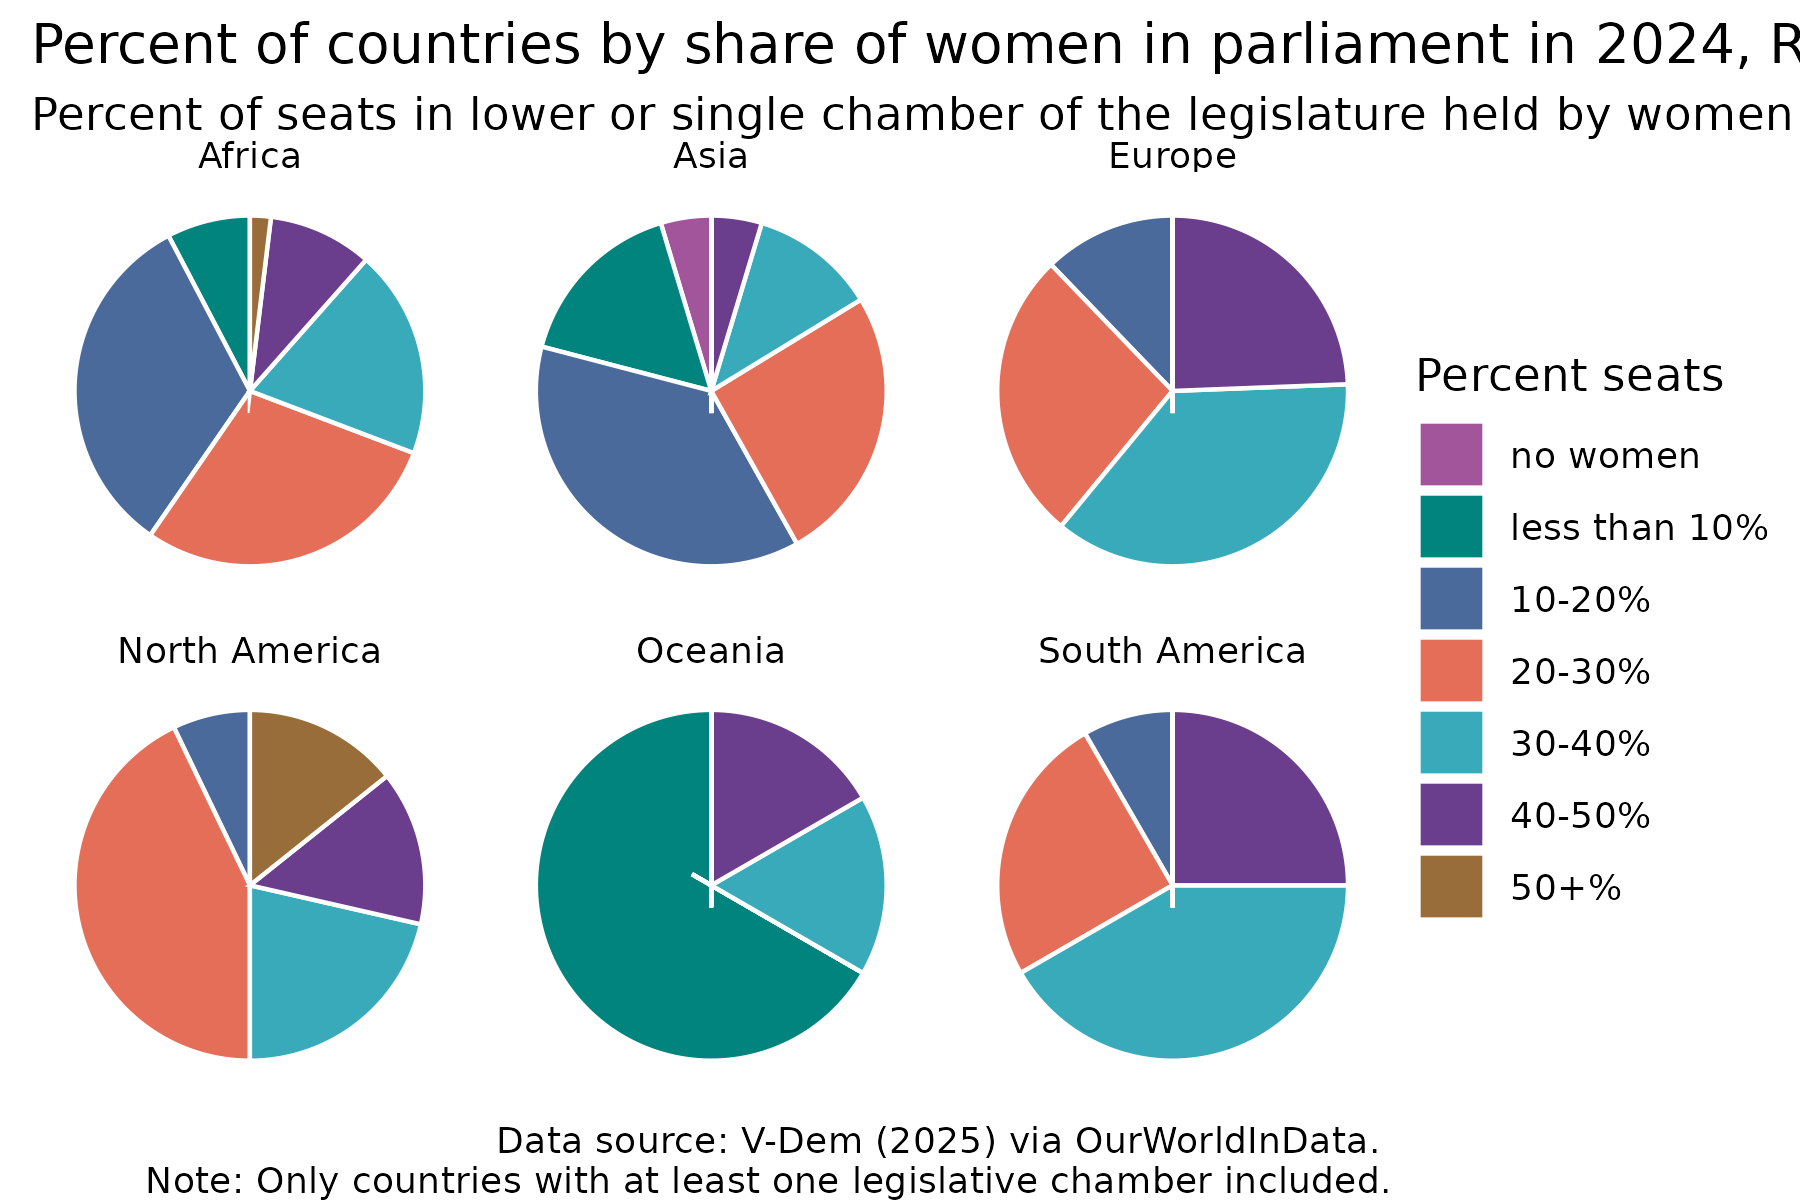 Percent of countries by share of women in parliament in 2024, R
Percent of seats in lower or single chamber of the legislature held by women
Africa
Asia
Europe
North America
Oceania
South America
Percent seats
no women
less than 10%
10-20%
20-30%
30-40%
40-50%
50+%
Data source: V-Dem (2025) via OurWorldInData.
Note: Only countries with at least one legislative chamber included.